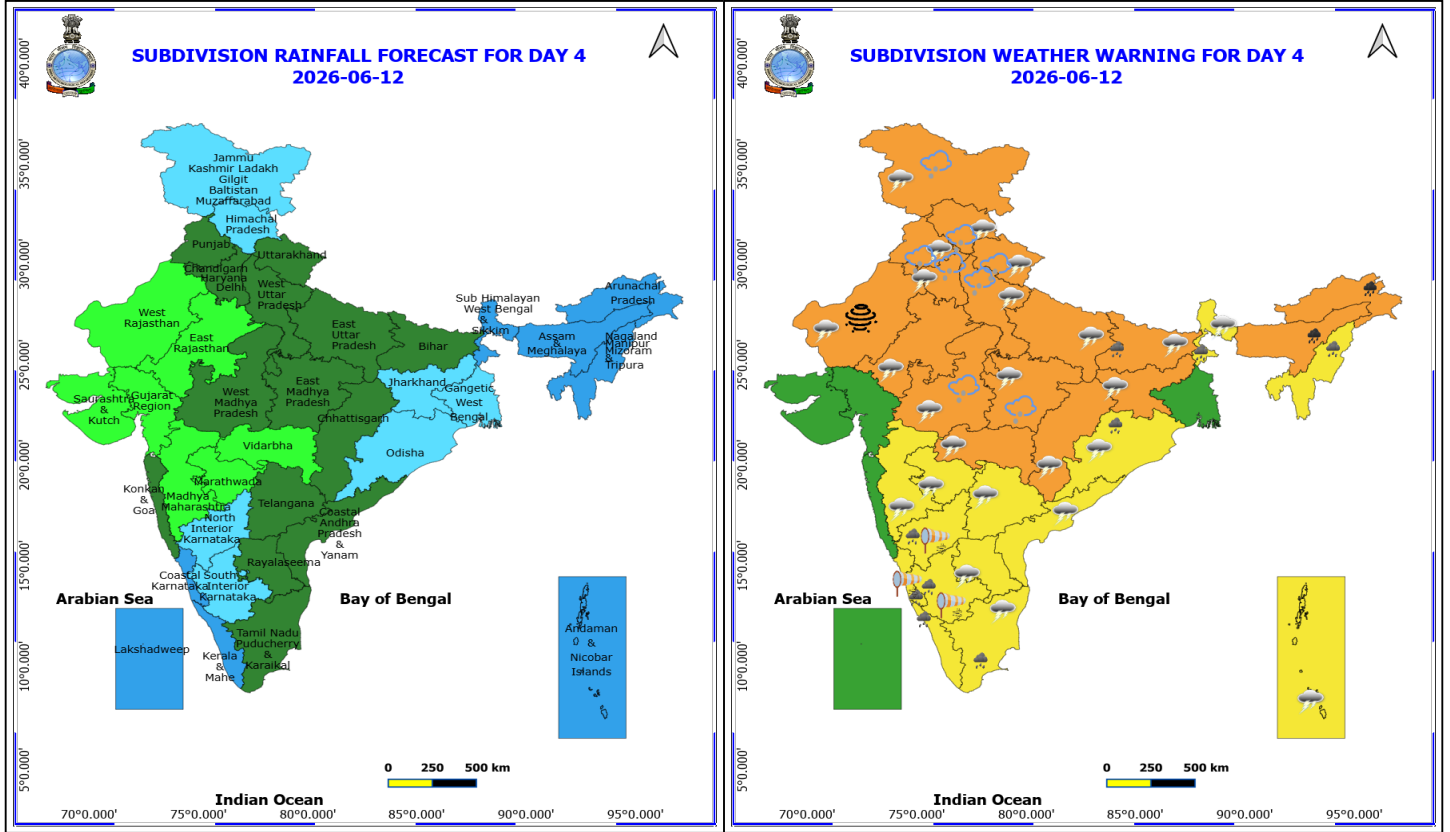 SUBDIVISION RAINFALL FORECAST FOR DAY 4
2026-06-12
40°0.000'
35°0.000'
30°0.000'
25°0.000'
20°0.000'
15°0.000'
10°0.000'
5°0.000'
Jammu
Kashmir Ladakh
Gilgit
Baltistan
Muzaffarabad
Himachal
Pradesh
Punjab
Uttarakhand
Chandigarh
Haryana
Delhi
West
Uttar
Pradesh
West
Rajasthan
East
Rajasthan
East
Uttar
Pradesh
Bihar
Sub Himalayan
West Bengal
&
Sikkim
Arunachal
Pradesh
Assam
&
Meghalaya
Nagaland
Manipur
Mizoram
&
Tripura
Saurashtra
&
Kutch
Gujarat
Region
West
Madhya
Pradesh
East
Madhya
Pradesh
Jharkhand
Gangetic
West
Bengal
Chhattisgarh
Odisha
Vidarbha
Marathwada
Konkan
&
Goa
Madhya
Maharashtra
Telangana
North
Interior
Karnataka
Coastal
Andhra
Pradesh
&
Yanam
Rayalaseema
Coastal
Karnataka
South
Interior
Karnataka
Tamil Nadu
Puducherry
&
Karaikal
Kerala
&
Mahe
Lakshadweep
Andaman
&
Nicobar
Islands
Arabian Sea
Bay of Bengal
0 250 500 km
Indian Ocean
70°0.000' 75°0.000' 80°0.000' 85°0.000' 90°0.000' 95°0.000'
SUBDIVISION WEATHER WARNING FOR DAY 4
2026-06-12
40°0.000'
35°0.000'
30°0.000'
25°0.000'
20°0.000'
15°0.000'
10°0.000'
5°0.000'
Arabian Sea
Bay of Bengal
0 250 500 km
Indian Ocean
70°0.000' 75°0.000' 80°0.000' 85°0.000' 90°0.000' 95°0.000'